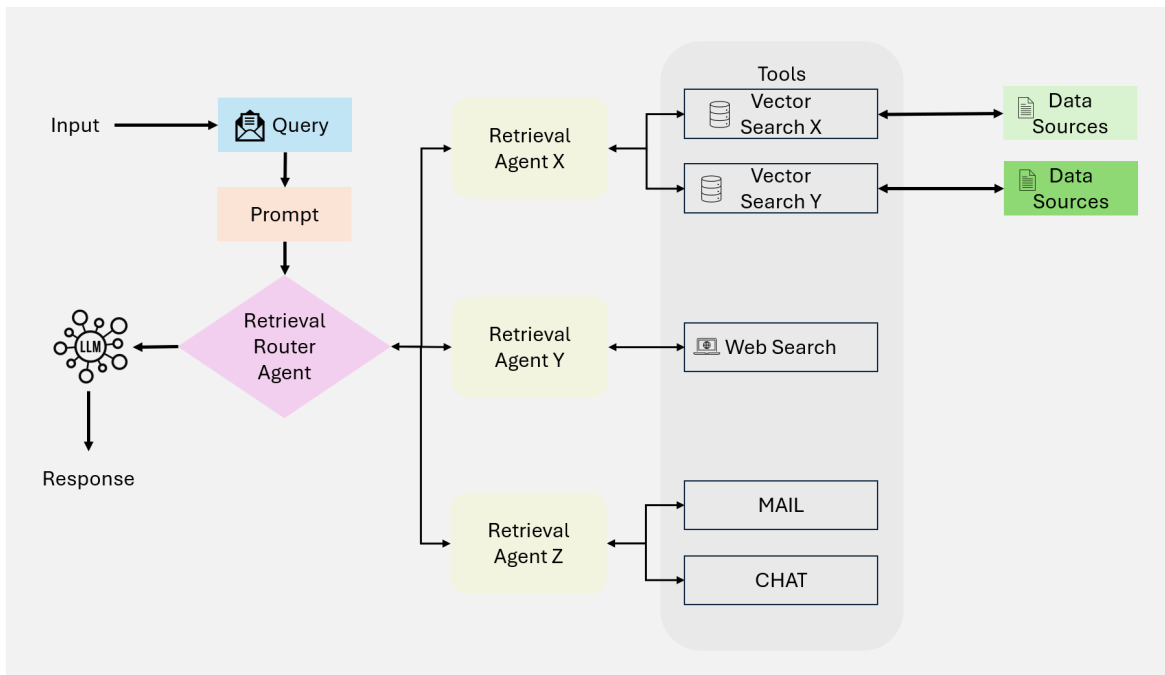 Input
Query
Prompt
Retrieval
Router
Agent
LLM
Response
Retrieval
Agent X
Retrieval
Agent Y
Retrieval
Agent Z
Tools
Vector
Search X
Vector
Search Y
Web Search
MAIL
CHAT
Data
Sources
Data
Sources